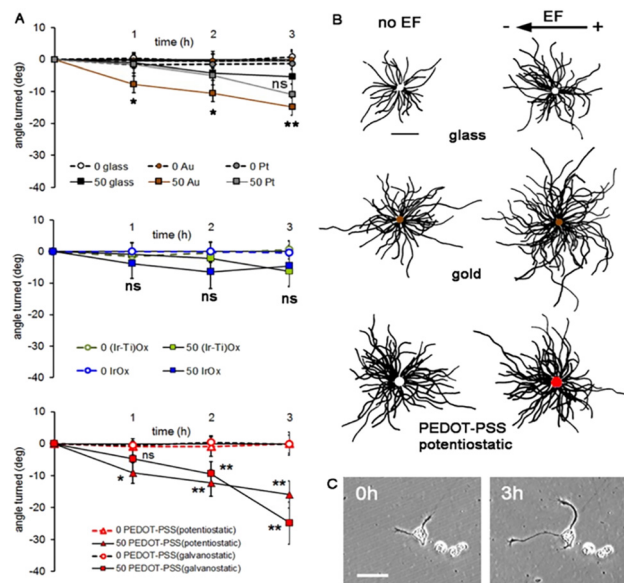 A
time (h)
1 2 3
10
0
-10
-20
-30
-40
angle turned (deg)
ns
* * **
0 glass 0 Au 0 Pt
50 glass 50 Au 50 Pt
time (h)
1 2 3
10
0
-10
-20
-30
-40
angle turned (deg)
ns ns ns
0 (Ir-Ti)Ox 50 (Ir-Ti)Ox
0 IrOx 50 IrOx
time (h)
1 2 3
10
0
-10
-20
-30
-40
angle turned (deg)
ns
**
* ** **
**
0 PEDOT-PSS(potentiostatic)
50 PEDOT-PSS(potentiostatic)
0 PEDOT-PSS(galvanostatic)
50 PEDOT-PSS(galvanostatic)
B
no EF - EF +
glass
gold
PEDOT-PSS
potentiostatic
C
0h 3h